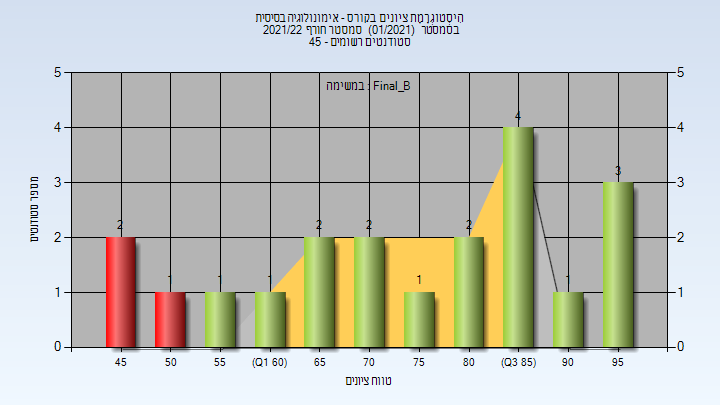 היסטוגרמת ציונים בקורס - אימונולוגיה בסיסית
בסמסטר (01/2021) סמסטר חורף 2021/22
סטודנטים רשומים - 45
במשימה : Final_B
מספר סטודנטים
5 5
4 4
3 3
2 2
1 1
0 0
2 1 1 1 2 2 1 2 4 1 3
45 50 55 (Q1 60) 65 70 75 80 (Q3 85) 90 95
טווח ציונים